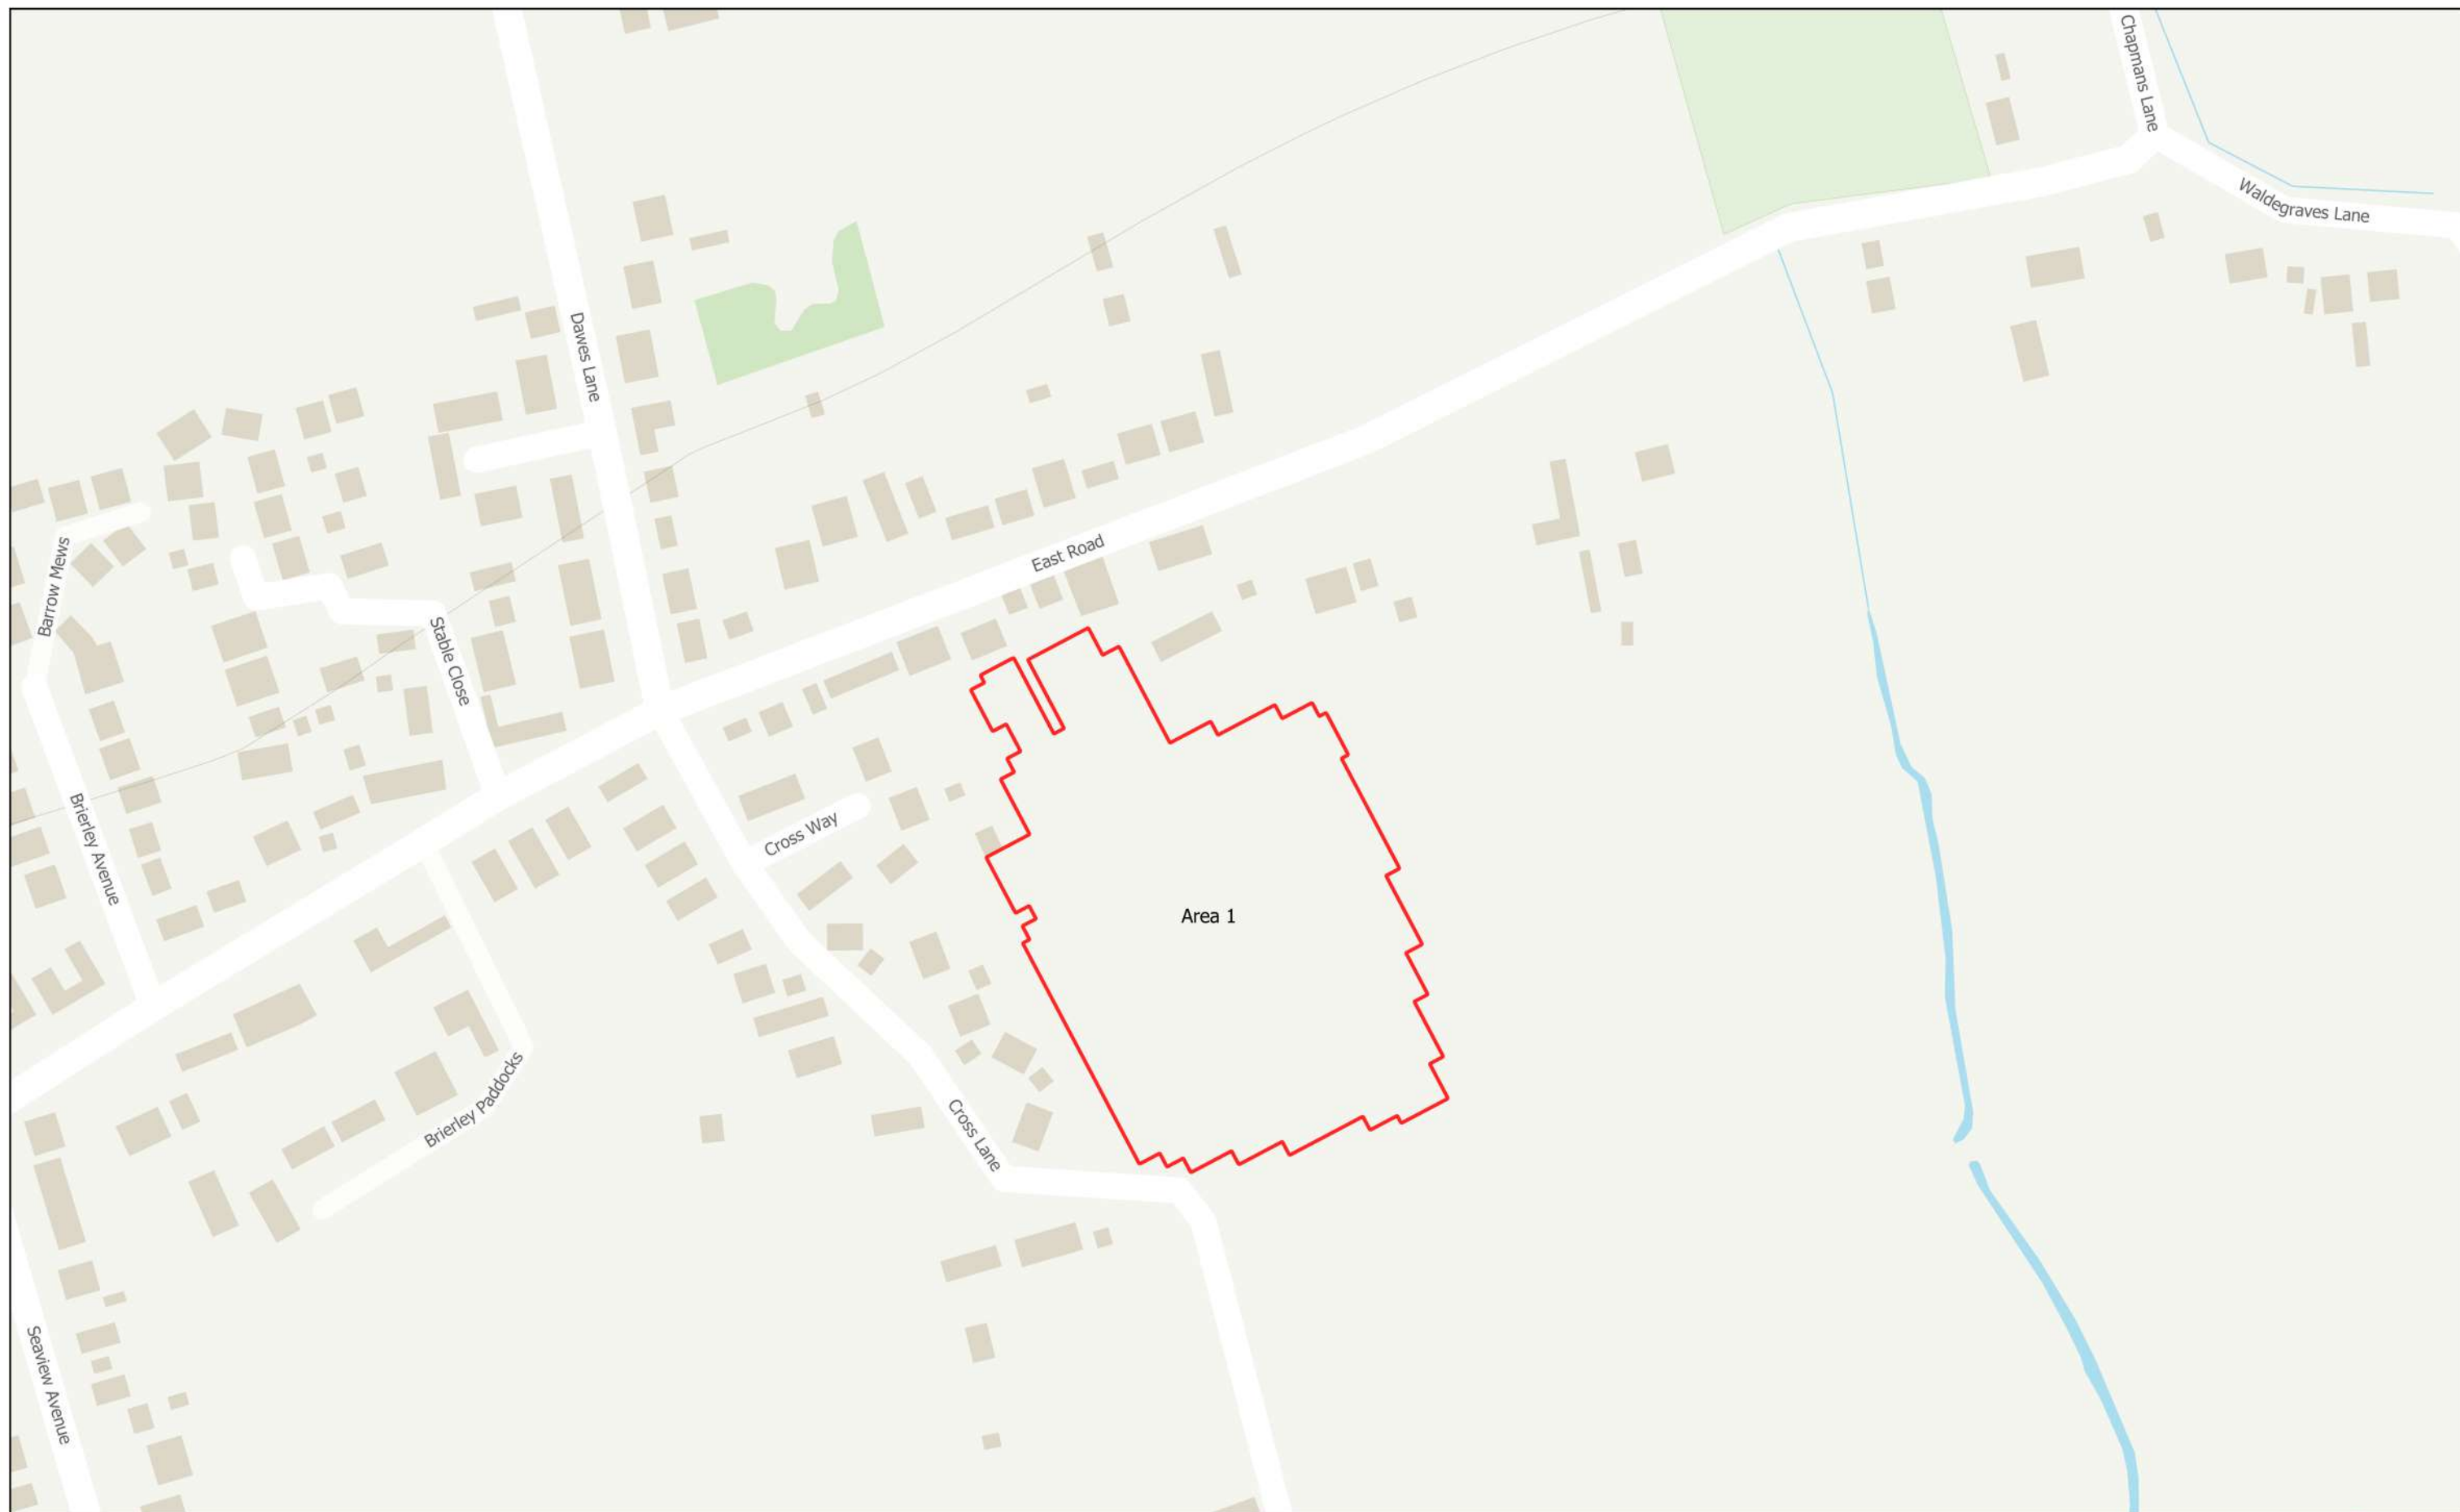 Chapmans Lane
Waldegraves Lane
Dawes Lane
East Road
Barrow Mews
Stable Close
Brierley Avenue
Cross Way
Area 1
Brierley Paddocks
Cross Lane
Seaview Avenue